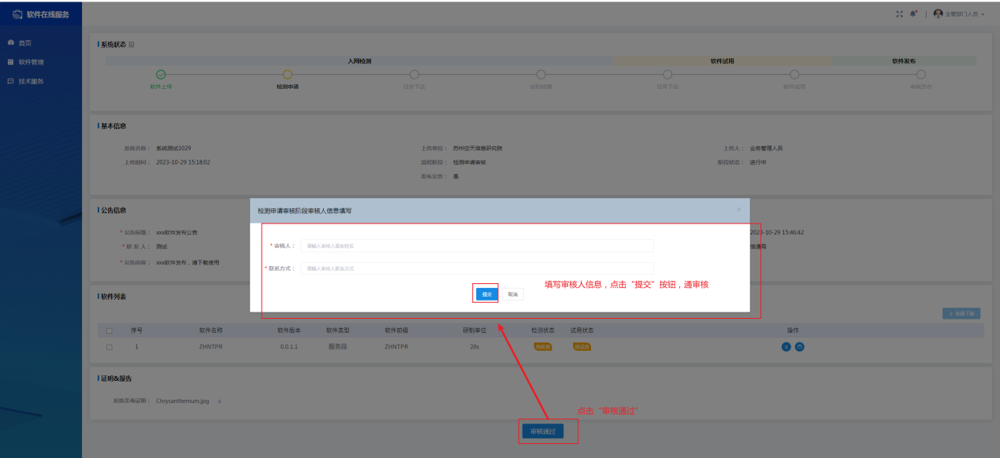 软件在线服务
主管部门人员
首页
软件管理
技术服务
系统状态
入网检测 软件试用 软件发布
软件上传 检测申请 任务下达 安防检测 任务下达 软件试用 审核发布
基本信息
系统名称： 系统测试1029 上传单位： 苏州空天信息研究院 上传人： 业务管理人员
上传时间： 2023-10-29 15:18:02 流程阶段： 检测申请审核 阶段状态： 进行中
发布公告： 是
公告信息
检测申请审核阶段审核人信息填写
* 公告标题： xxx软件发布公告 2023-10-29 15:46:42
* 联 系 人： 测试 信通局
* 公告内容： xxx软件发布，请下载使用
* 审核人： 请输入审核人真实姓名
* 联系方式： 请输入审核人联系方式
填写审核人信息，点击“提交”按钮，通审核
提交 取消
软件列表
批量下载
序号 软件名称 软件版本 软件类型 软件前缀 研制单位 检测状态 试用状态 操作
1 ZHNTPR 0.0.1.1 服务段 ZHNTPR 28s 待检测 待试用
证明&报告
系统杀毒证明： Chrysanthemum.jpg
点击“审核通过”
审核通过